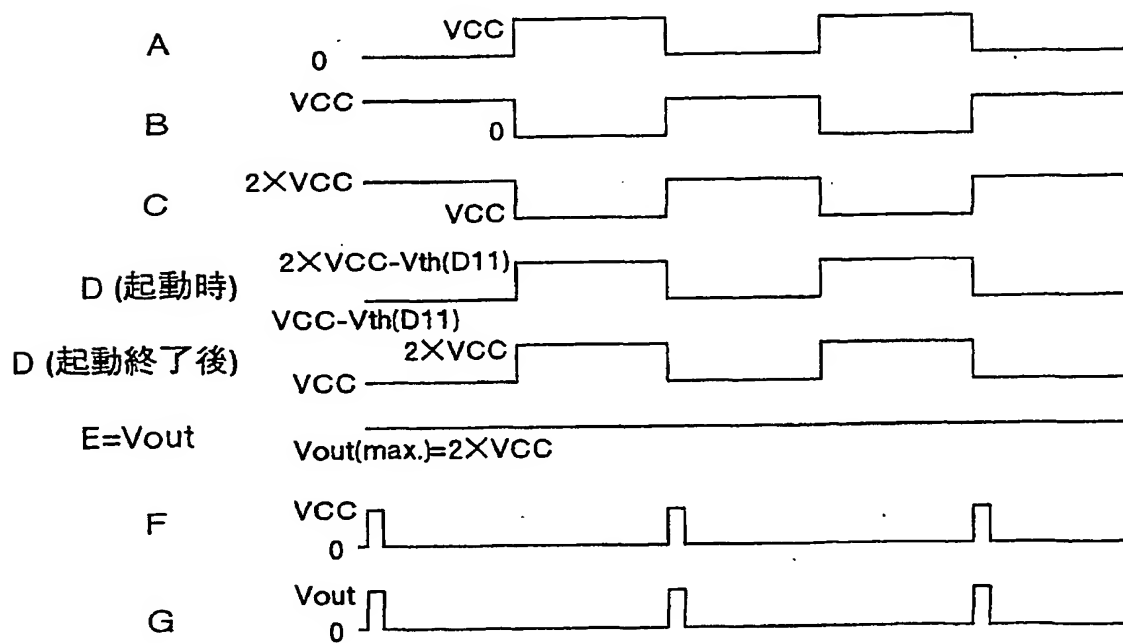 A
VCC
0
B
VCC
0
C
2×VCC
VCC
D (起動時)
2×VCC-Vth(D11)
VCC-Vth(D11)
D (起動終了後)
2×VCC
VCC
E=Vout
Vout(max.)=2×VCC
F
VCC
0
G
Vout
0